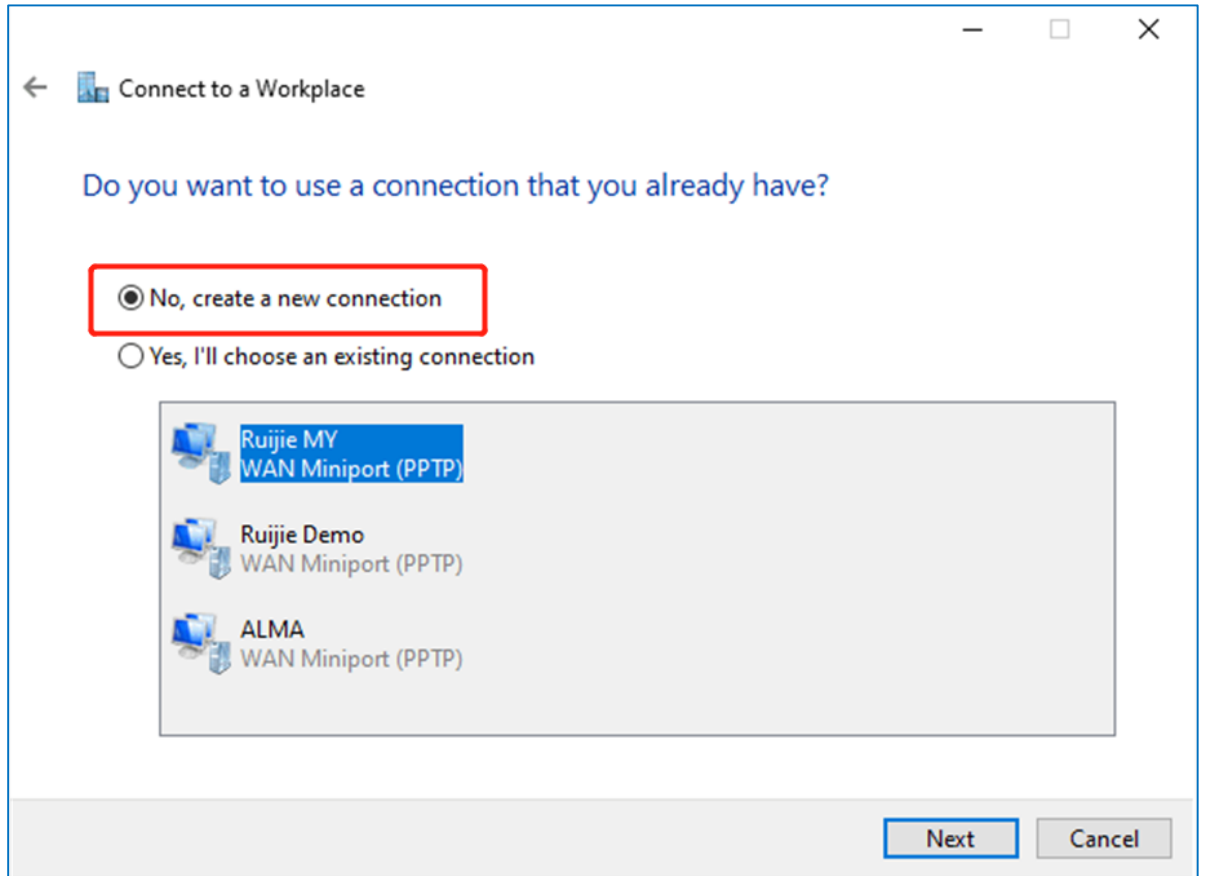 Connect to a Workplace
Do you want to use a connection that you already have?
No, create a new connection
Yes, I'll choose an existing connection
Ruijie MY
WAN Miniport (PPTP)
Ruijie Demo
WAN Miniport (PPTP)
ALMA
WAN Miniport (PPTP)
Next
Cancel